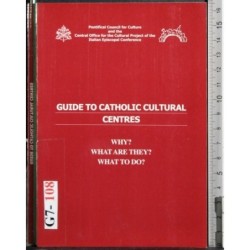 Pontifical Council for Culture
and the
Central Office for the Cultural Project of the
Italian Episcopal Conference
GUIDE TO CATHOLIC CULTURAL
CENTRES
WHY?
WHAT ARE THEY?
WHAT TO DO?
G7-108